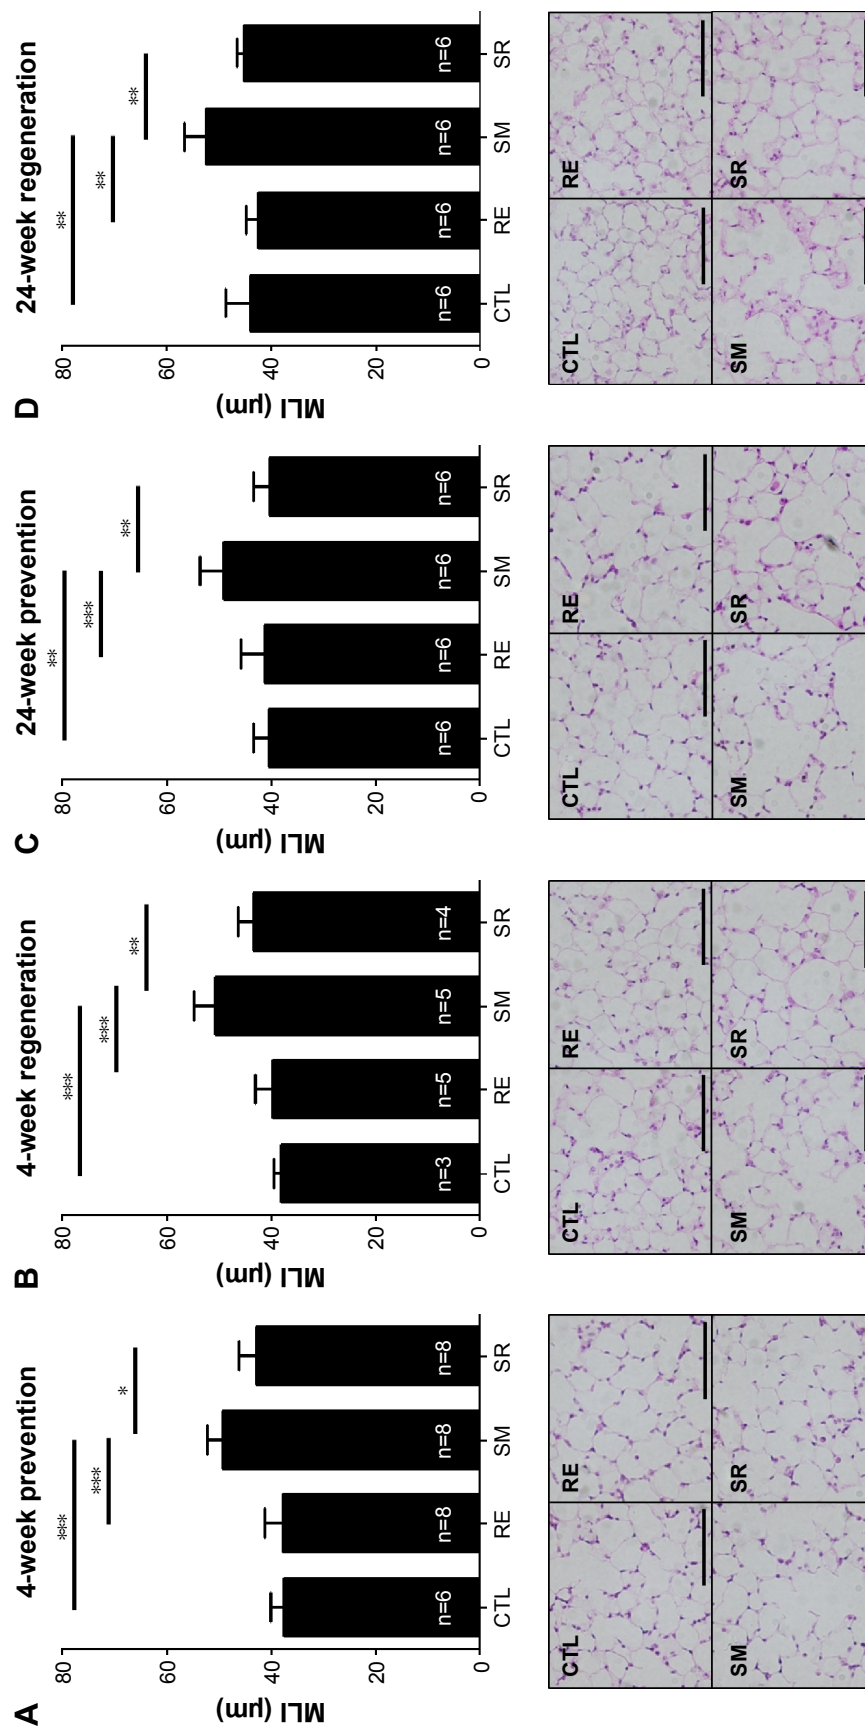 A
4-week prevention
***
***
*
MLI (µm)
80
60
40
20
0
n=6
n=8
n=8
n=8
CTL
RE
SM
SR
CTL
RE
SM
SR
B
4-week regeneration
***
***
**
MLI (µm)
80
60
40
20
0
n=3
n=5
n=5
n=4
CTL
RE
SM
SR
CTL
RE
SM
SR
C
24-week prevention
**
***
**
MLI (µm)
80
60
40
20
0
n=6
n=6
n=6
n=6
CTL
RE
SM
SR
CTL
RE
SM
SR
D
24-week regeneration
**
**
**
MLI (µm)
80
60
40
20
0
n=6
n=6
n=6
n=6
CTL
RE
SM
SR
CTL
RE
SM
SR